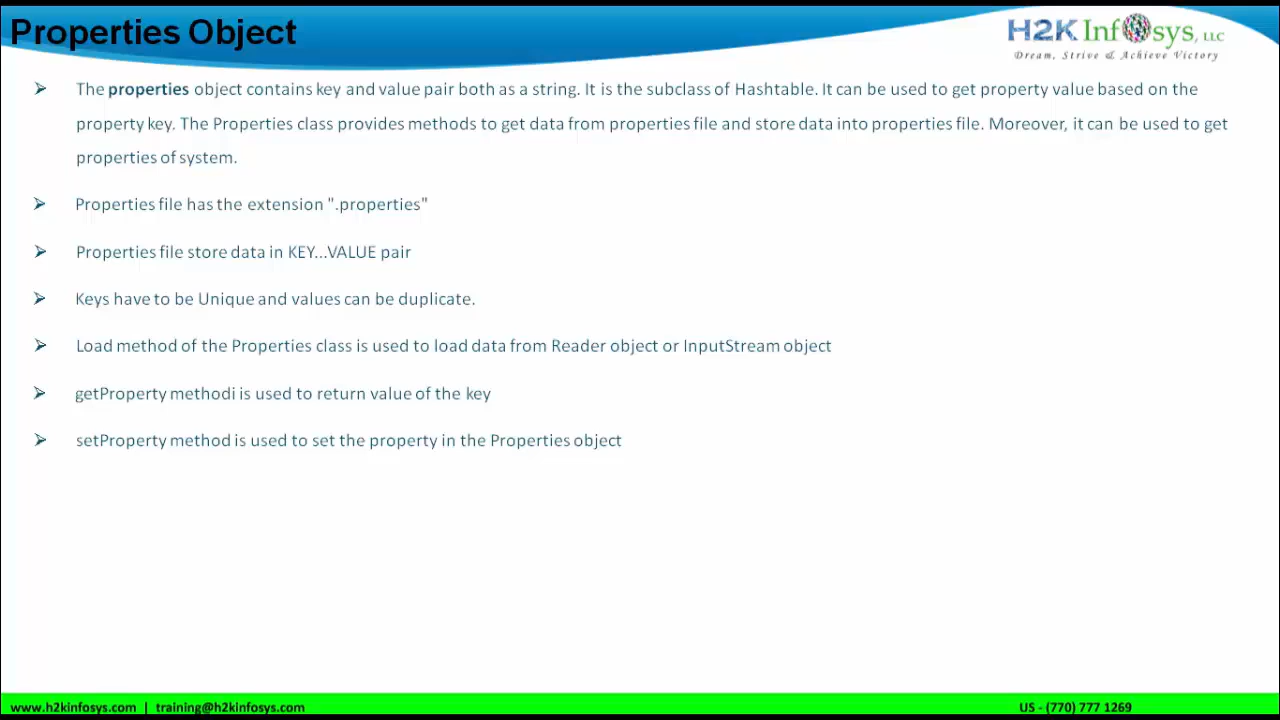 Properties Object
H2K Infosys, LLC
Dream, Strive & Achieve Victory
The properties object contains key and value pair both as a string. It is the subclass of Hashtable. It can be used to get property value based on the
property key. The Properties class provides methods to get data from properties file and store data into properties file. Moreover, it can be used to get
properties of system.
Properties file has the extension ".properties"
Properties file store data in KEY...VALUE pair
Keys have to be Unique and values can be duplicate.
Load method of the Properties class is used to load data from Reader object or InputStream object
getProperty methodi is used to return value of the key
setProperty method is used to set the property in the Properties object
www.h2kinfosys.com | training@h2kinfosys.com
US - (770) 777 1269